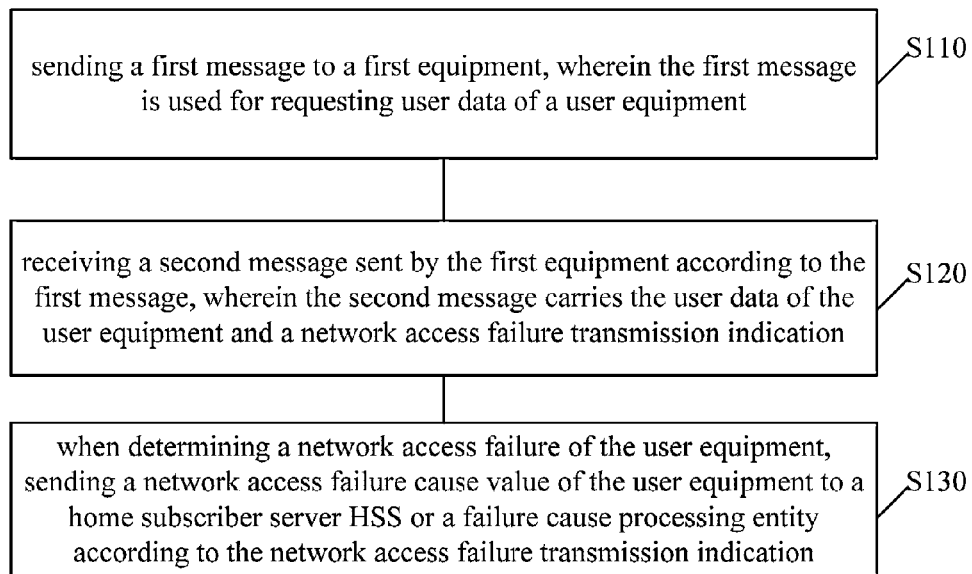 sending a first message to a first equipment, wherein the first message
is used for requesting user data of a user equipment
S110
receiving a second message sent by the first equipment according to the
first message, wherein the second message carries the user data of the
user equipment and a network access failure transmission indication
S120
when determining a network access failure of the user equipment,
sending a network access failure cause value of the user equipment to a
home subscriber server HSS or a failure cause processing entity
according to the network access failure transmission indication
S130